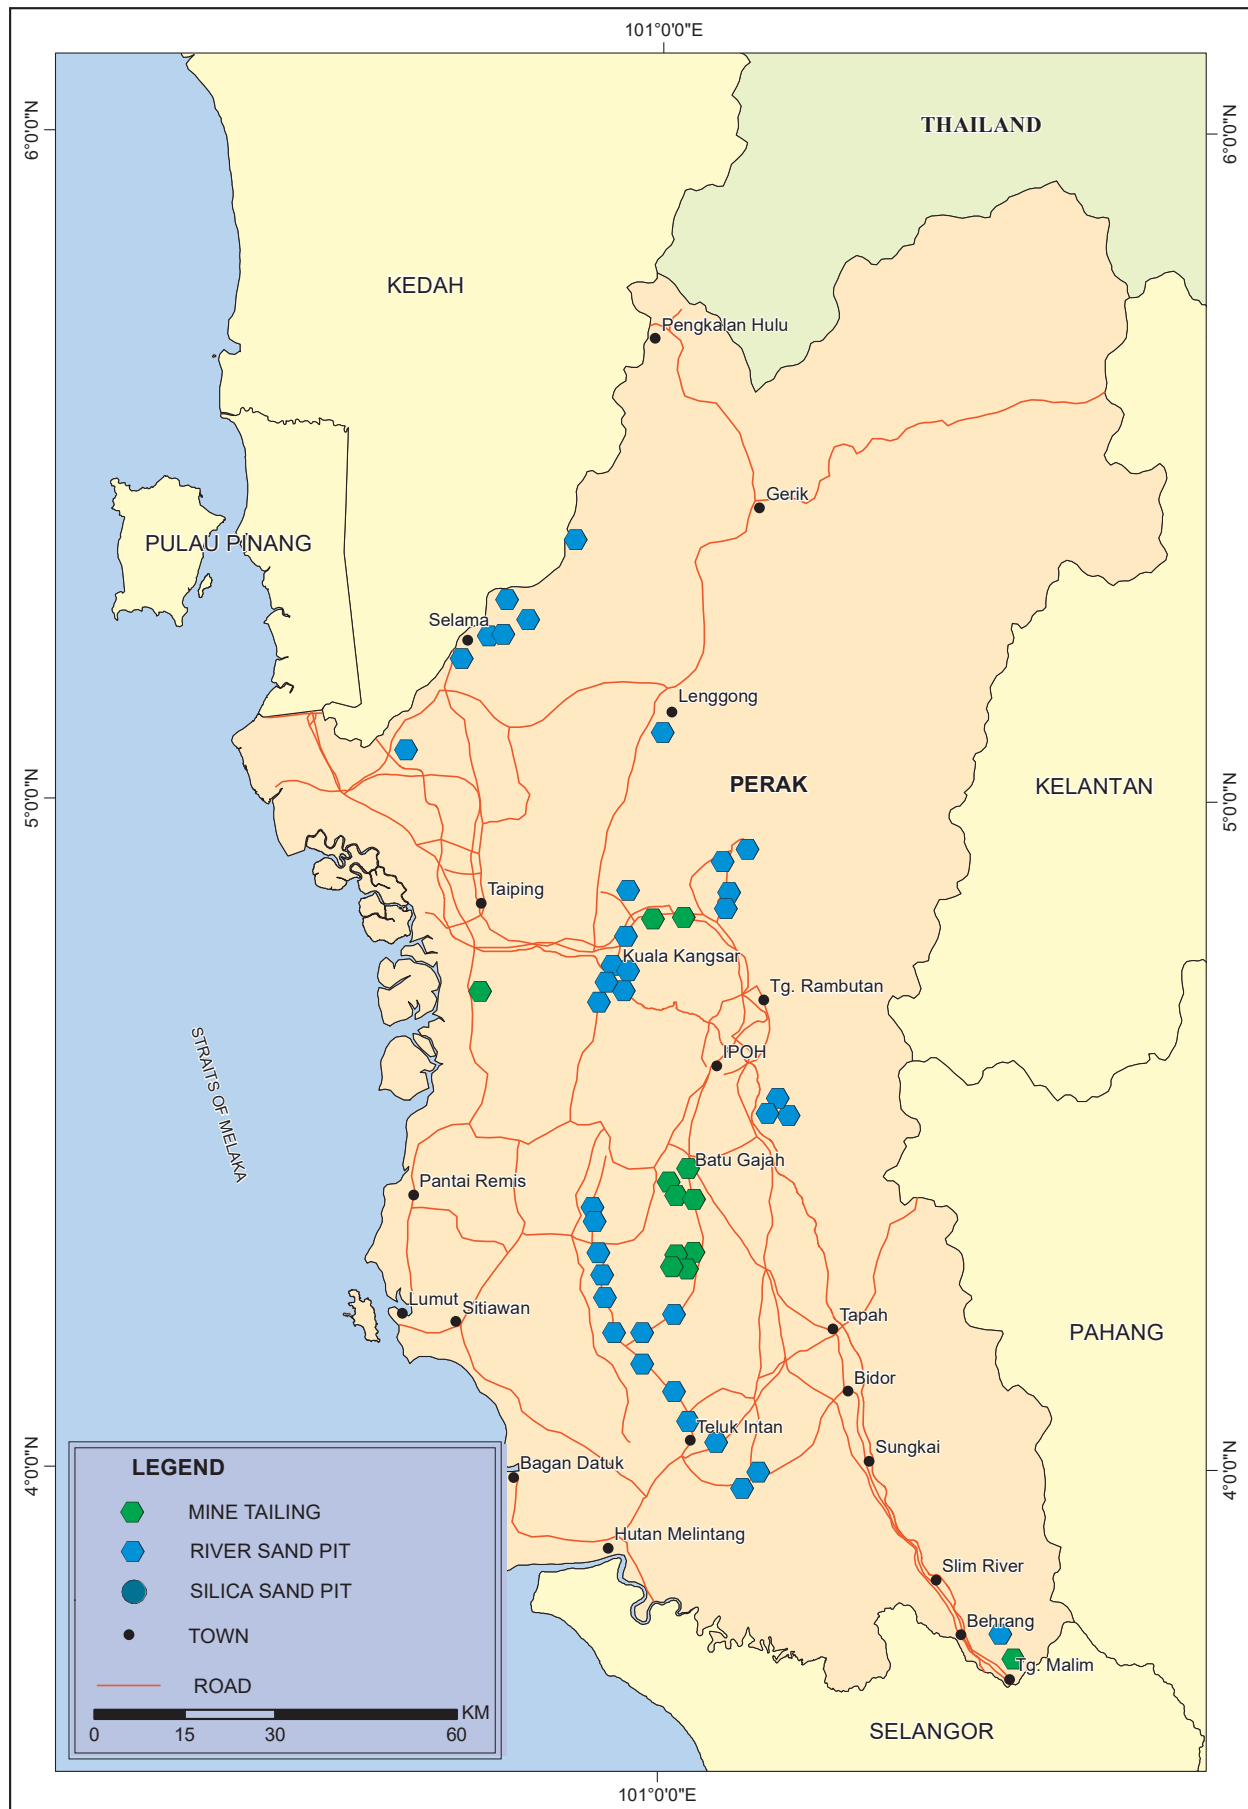 101°0'0"E
6°0'0"N
6°0'0"N
THAILAND
KEDAH
Pengkalan Hulu
Gerik
PULAU PINANG
Selama
Lenggong
PERAK
KELANTAN
5°0'0"N
5°0'0"N
Taiping
Kuala Kangsar
Tg. Rambutan
STRAITS OF MELAKA
IPOH
Batu Gajah
Pantai Remis
Lumut
Sitiawan
Tapah
PAHANG
Bidor
Teluk Intan
Sungkai
4°0'0"N
4°0'0"N
Bagan Datuk
Hutan Melintang
Slim River
Behrang
Tg. Malim
SELANGOR
LEGEND
MINE TAILING
RIVER SAND PIT
SILICA SAND PIT
TOWN
ROAD
KM
0 15 30 60
101°0'0"E